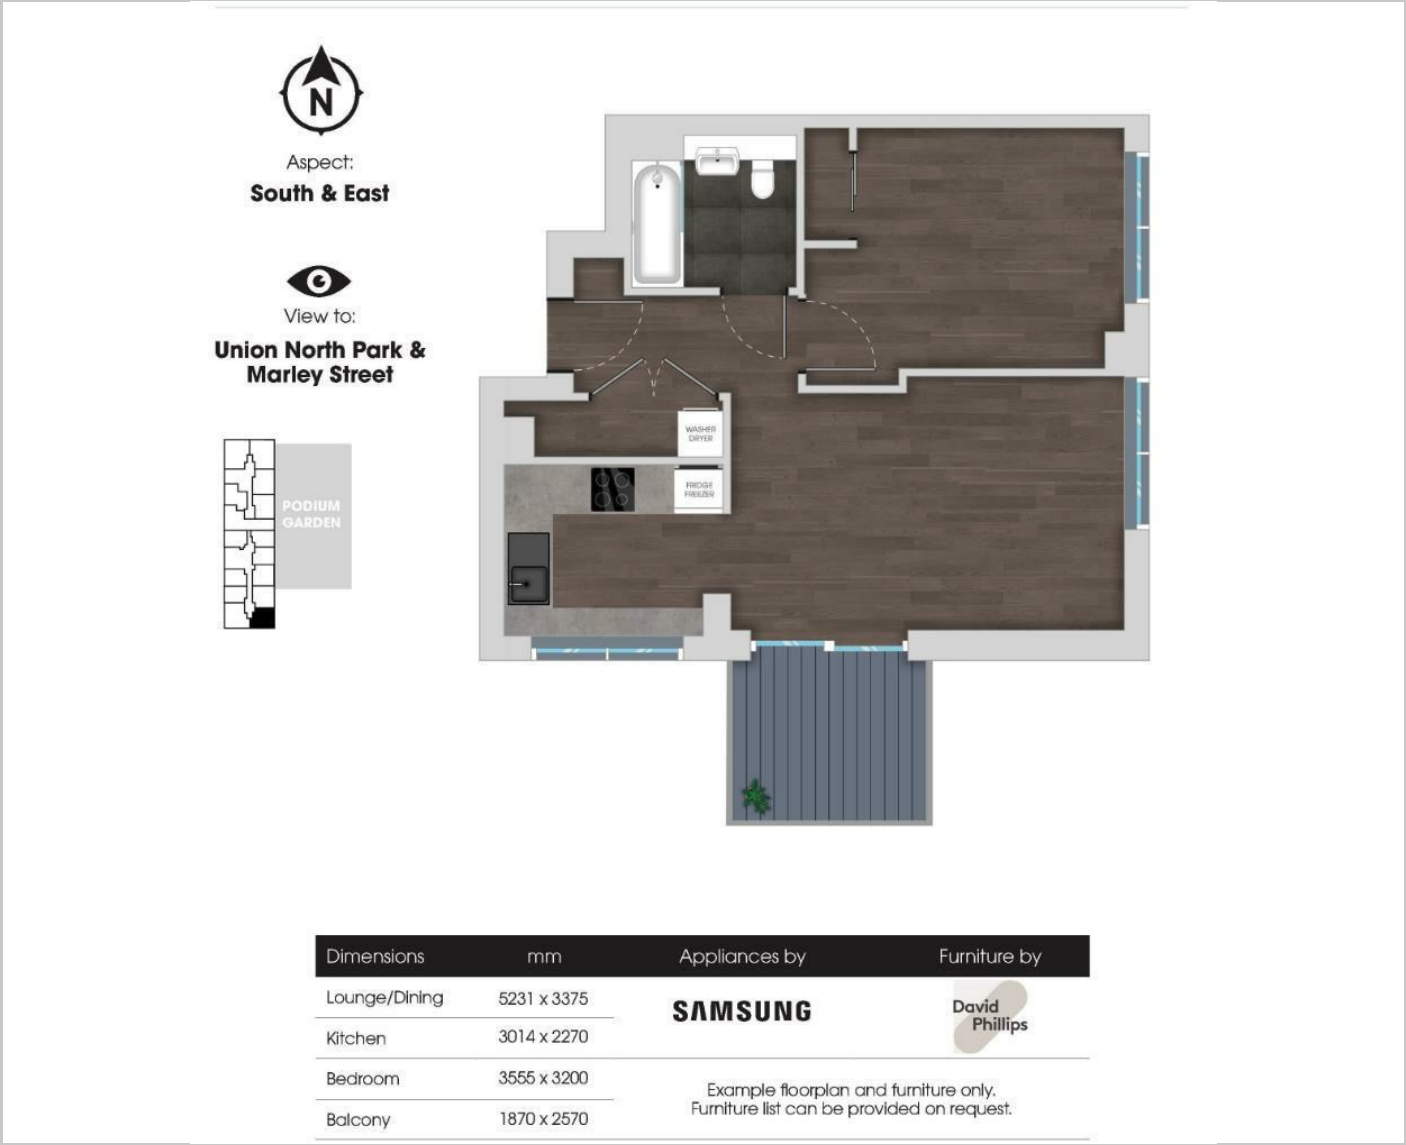 N
Aspect:
South & East
View to:
Union North Park &
Marley Street
PODIUM
GARDEN
WASHER
DRYER
FRIDGE
FREEZER
Dimensions mm Appliances by Furniture by
Lounge/Dining 5231 x 3375
SAMSUNG
David
Phillips
Kitchen 3014 x 2270
Bedroom 3555 x 3200
Example floorplan and furniture only.
Furniture list can be provided on request.
Balcony 1870 x 2570